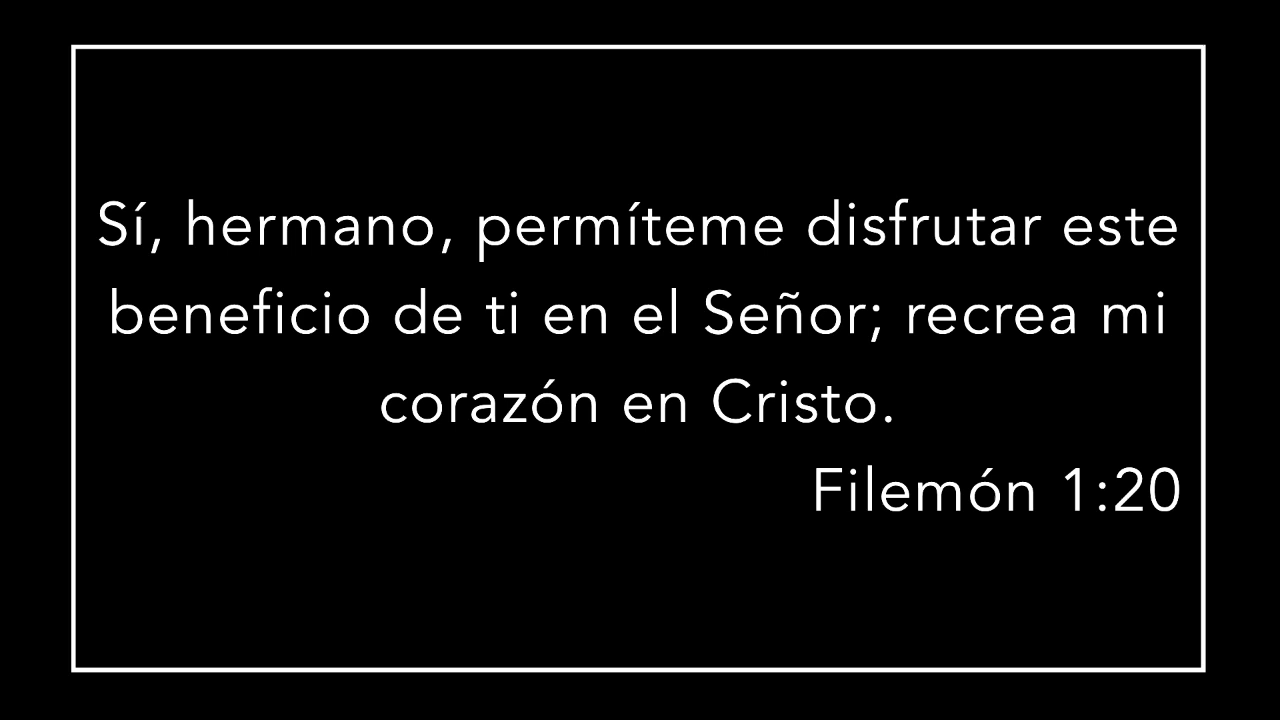 Sí, hermano, permíteme disfrutar este
beneficio de ti en el Señor; recrea mi
corazón en Cristo.
Filemón 1:20